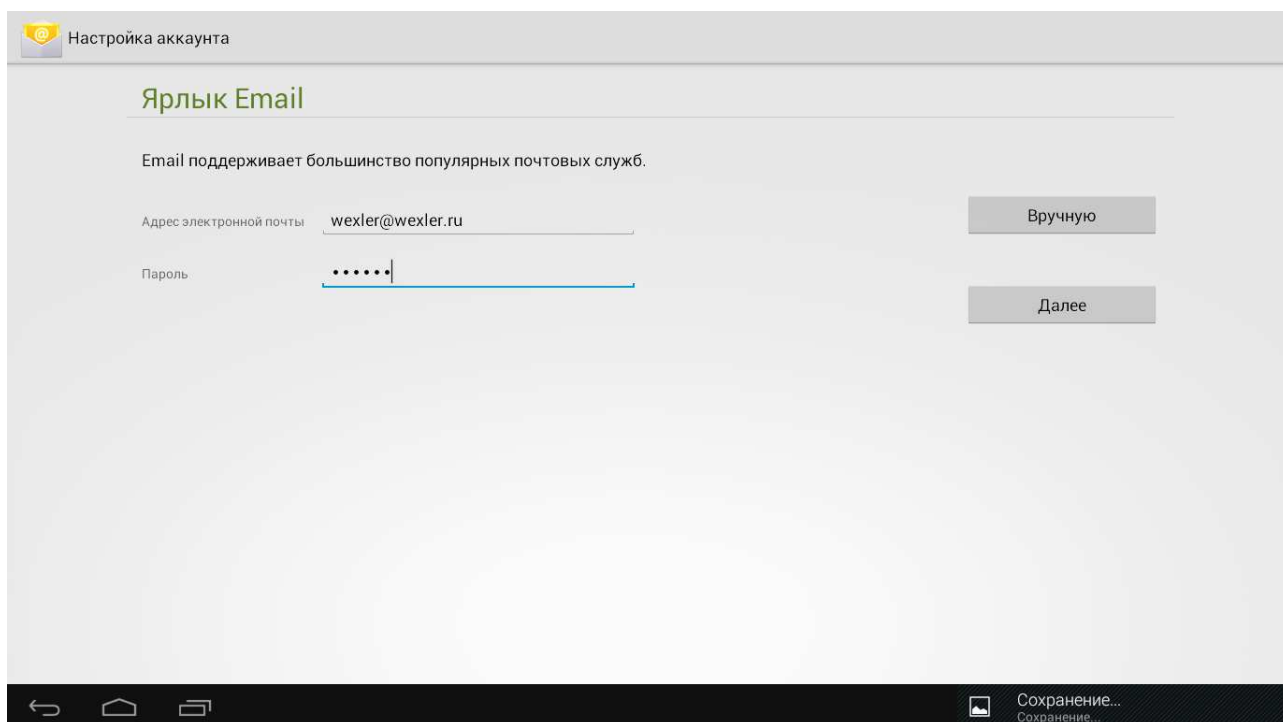 Настройка аккаунта
Ярлык Email
Email поддерживает большинство популярных почтовых служб.
Адрес электронной почты wexler@wexler.ru
Вручную
Пароль ••••••
Далее
Сохранение...
Сохранение...